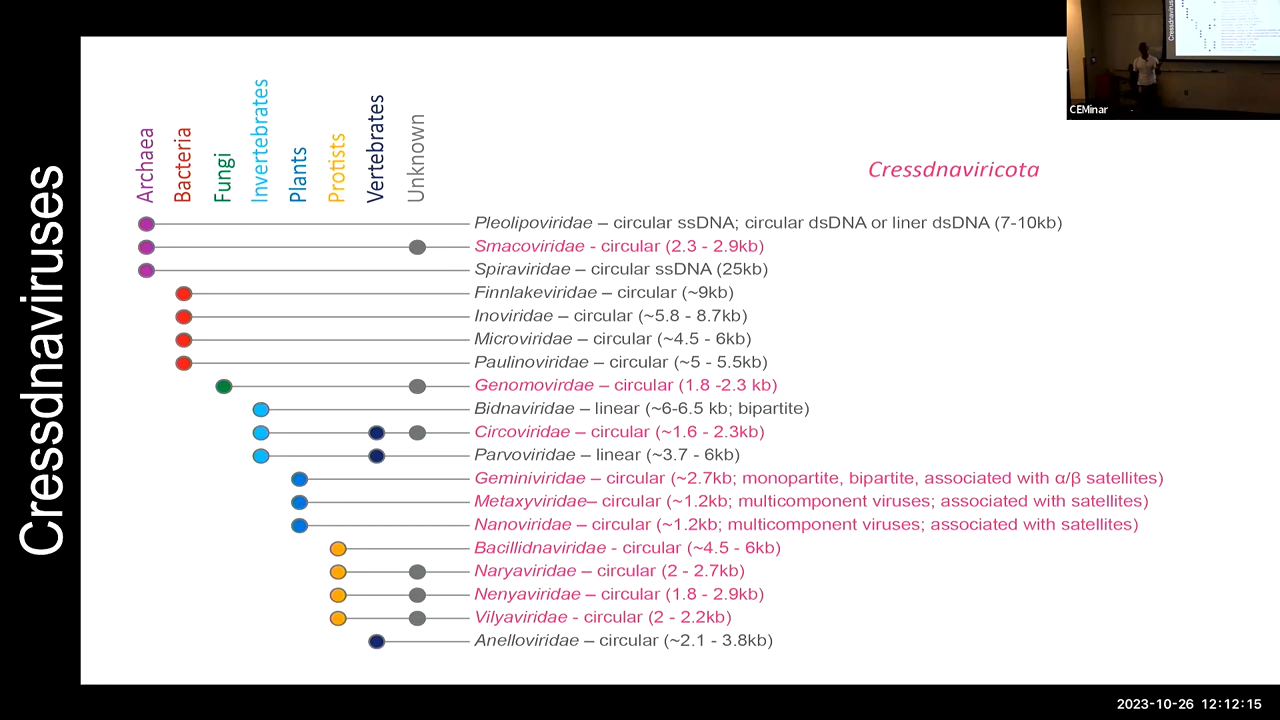 Cressdnaviruses
Archaea
Bacteria
Fungi
Invertebrates
Plants
Protists
Vertebrates
Unknown
Cressdnaviricota
Pleolipoviridae – circular ssDNA; circular dsDNA or liner dsDNA (7-10kb)
Smacoviridae - circular (2.3 - 2.9kb)
Spiraviridae – circular ssDNA (25kb)
Finnlakeviridae – circular (~9kb)
Inoviridae – circular (~5.8 - 8.7kb)
Microviridae – circular (~4.5 - 6kb)
Paulinoviridae – circular (~5 - 5.5kb)
Genomovirdae – circular (1.8 -2.3 kb)
Bidnaviridae – linear (~6-6.5 kb; bipartite)
Circoviridae – circular (~1.6 - 2.3kb)
Parvoviridae – linear (~3.7 - 6kb)
Geminiviridae – circular (~2.7kb; monopartite, bipartite, associated with α/β satellites)
Metaxyviridae– circular (~1.2kb; multicomponent viruses; associated with satellites)
Nanoviridae – circular (~1.2kb; multicomponent viruses; associated with satellites)
Bacillidnaviridae - circular (~4.5 - 6kb)
Naryaviridae – circular (2 - 2.7kb)
Nenyaviridae – circular (1.8 - 2.9kb)
Vilyaviridae - circular (2 - 2.2kb)
Anelloviridae – circular (~2.1 - 3.8kb)
Cressdnavirus
CEMinar
2023-10-26 12:12:15